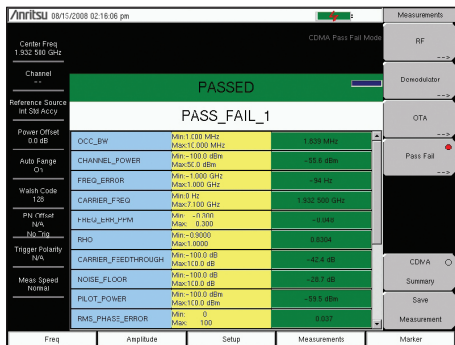 Anritsu 08/15/2008 02:16:06 pm
Measurements
CDMA Pass Fail Mode
Center Freq
1.932 500 GHz
Channel
--
Reference Source
Int Std Accy
Power Offset
0.0 dB
Auto Range
On
Walsh Code
128
PN Offset
N/A
No Trig
Trigger Polarity
N/A
Meas Speed
Normal
PASSED
PASS_FAIL_1
OCC_BW Min:1.000 MHz Max:10.000 MHz
CHANNEL_POWER Min:-100.0 dBm Max:50.0 dBm -55.6 dBm
FREQ_ERROR Min:-1.000 GHz Max:1.000 GHz -94 Hz
CARRIER_FREQ Min:0 Hz Max:7.100 GHz 1.932 500 GHz
FREQ_ERR_PPM Min: -0.300 Max: 0.300 -0.048
RHO Min:-0.9000 Max:1.0000
CARRIER_FEEDTHROUGH Min:-100.0 dB Max:100.0 dB -42.4 dB
NOISE_FLOOR Min:-100.0 dB Max:100.0 dB -28.7 dB
PILOT_POWER Min:-100.0 dBm Max:100.0 dBm -59.5 dBm
RMS_PHASE_ERROR Min: 0 Max: 100 0.037
RF
-->
Demodulator
-->
OTA
-->
Pass Fail
-->
CDMA
Summary
Save
Measurement
Freq
Amplitude
Setup
Measurements
Marker